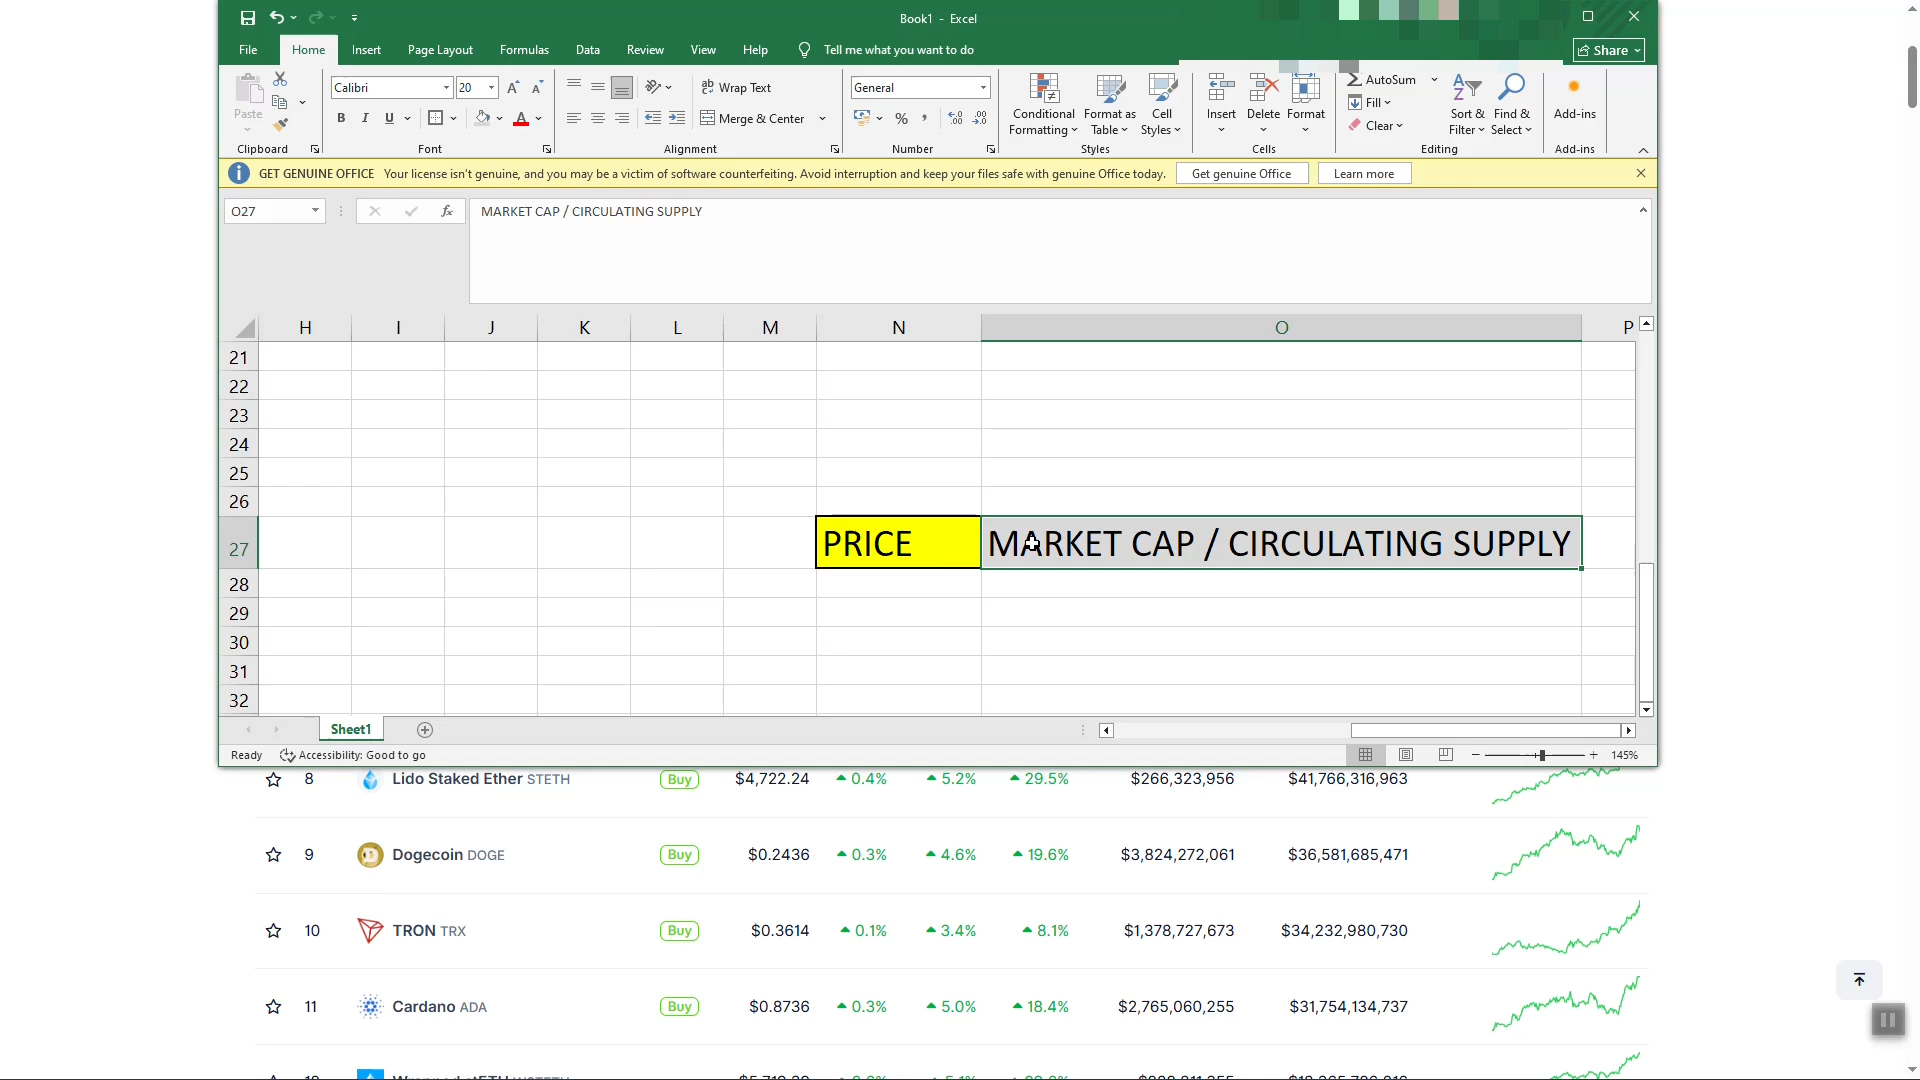 Book1 - Excel
File Home Insert Page Layout Formulas Data Review View Help Tell me what you want to do Share
Paste
Calibri 20
B I U A
Wrap Text
Merge & Center
General
% ,
Conditional Formatting
Format as Table
Cell Styles
Insert
Delete
Format
AutoSum
Fill
Clear
Sort & Filter
Find & Select
Add-ins
Clipboard Font Alignment Number Styles Cells Editing Add-ins
GET GENUINE OFFICE Your license isn't genuine, and you may be a victim of software counterfeiting. Avoid interruption and keep your files safe with genuine Office today. Get genuine Office Learn more
O27 fx MARKET CAP / CIRCULATING SUPPLY
H I J K L M N O P
21
22
23
24
25
26
27 PRICE MARKET CAP / CIRCULATING SUPPLY
28
29
30
31
32
Sheet1
Ready Accessibility: Good to go 145%
8 Lido Staked Ether STETH Buy $4,722.24 0.4% 5.2% 29.5% $266,323,956 $41,766,316,963
9 Dogecoin DOGE Buy $0.2436 0.3% 4.6% 19.6% $3,824,272,061 $36,581,685,471
10 TRON TRX Buy $0.3614 0.1% 3.4% 8.1% $1,378,727,673 $34,232,980,730
11 Cardano ADA Buy $0.8736 0.3% 5.0% 18.4% $2,765,060,255 $31,754,134,737